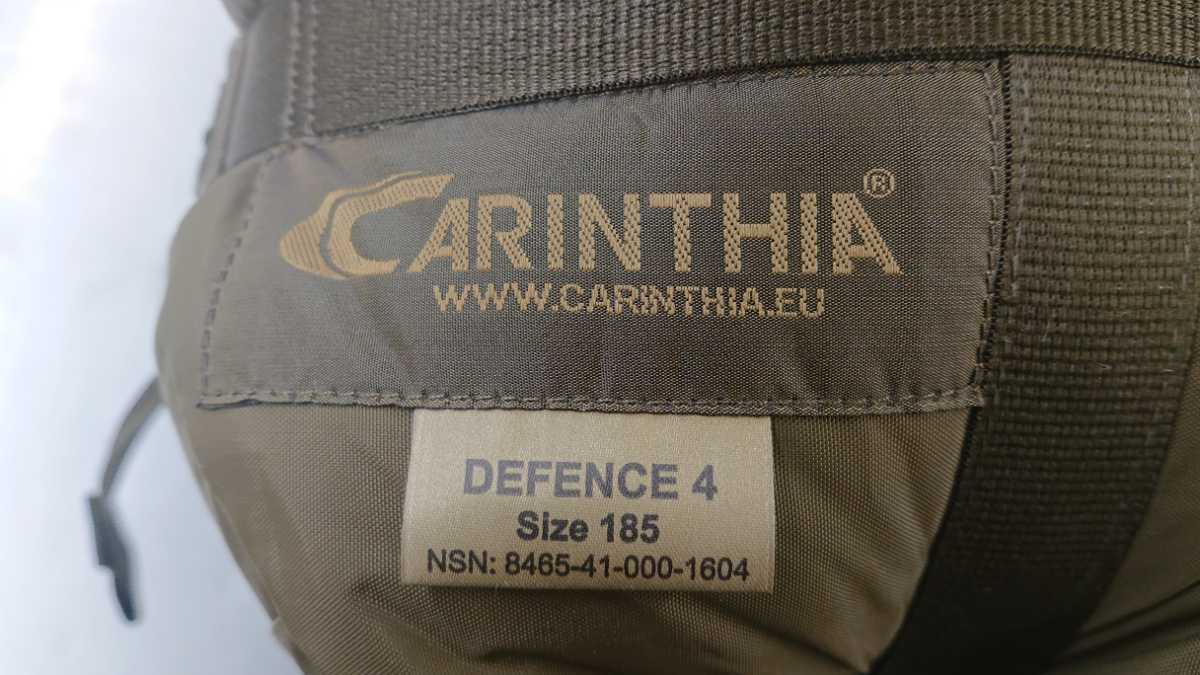 CARINTHIA®
WWW.CARINTHIA.EU
DEFENCE 4
Size 185
NSN: 8465-41-000-1604